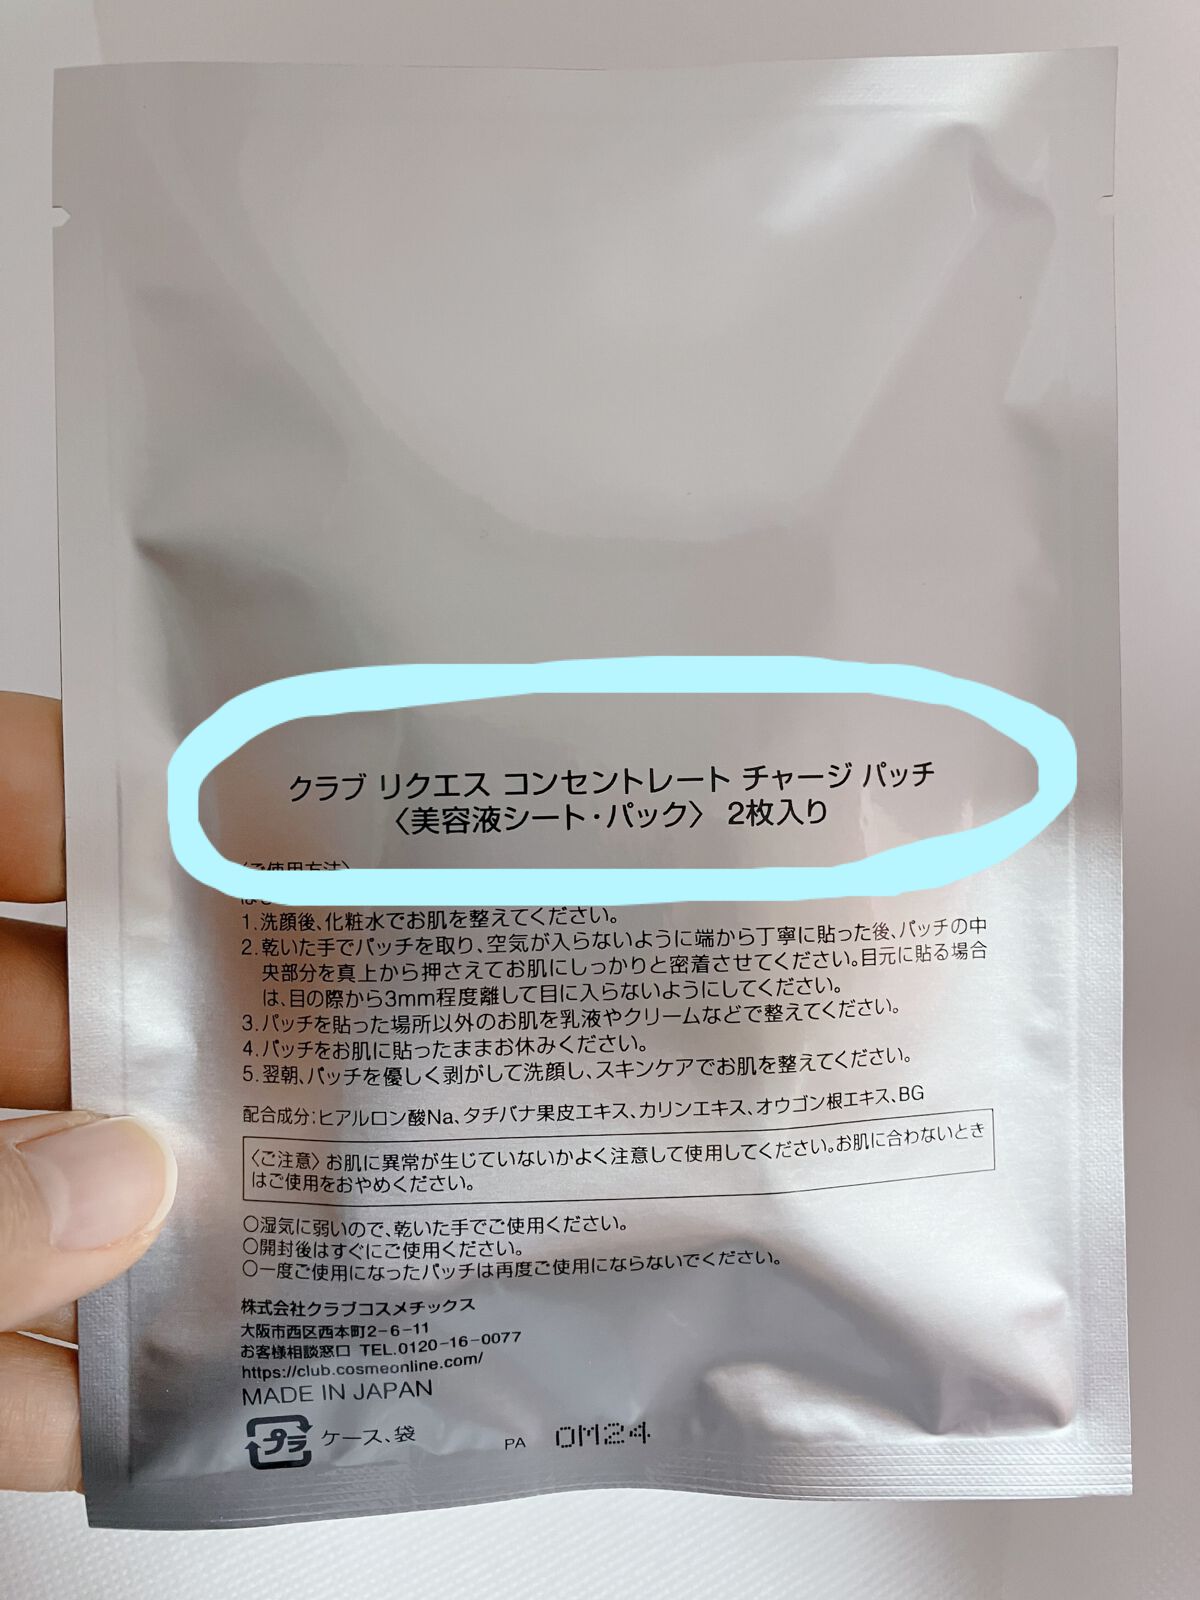 クラブ リクエス コンセントレート チャージ パッチ
〈美容液シート・パック〉 2枚入り
〈ご使用方法〉
1.洗顔後、化粧水でお肌を整えてください。
2.乾いた手でパッチを取り、空気が入らないように端から丁寧に貼った後、パッチの中
央部分を真上から押さえてお肌にしっかりと密着させてください。目元に貼る場合
は、目の際から3mm程度離して目に入らないようにしてください。
3.パッチを貼った場所以外のお肌を乳液やクリームなどで整えてください。
4.パッチをお肌に貼ったままお休みください。
5.翌朝、パッチを優しく剥がして洗顔し、スキンケアでお肌を整えてください。
配合成分:ヒアルロン酸Na、タチバナ果皮エキス、カリンエキス、オウゴン根エキス、BG
〈ご注意〉お肌に異常が生じていないかよく注意して使用してください。お肌に合わないとき
はご使用をおやめください。
○湿気に弱いので、乾いた手でご使用ください。
○開封後はすぐにご使用ください。
○一度ご使用になったパッチは再度ご使用にならないでください。
株式会社クラブコスメチックス
大阪市西区西本町2-6-11
お客様相談窓口 TEL.0120-16-0077
https://club.cosmeonline.com/
MADE IN JAPAN
プラ ケース、袋
PA 0M24